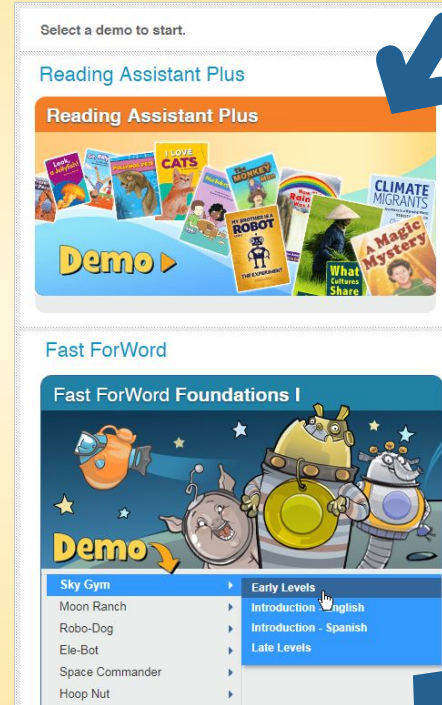 Select a demo to start.
Reading Assistant Plus
Reading Assistant Plus
I LOVE
CATS
MONKEY
CLIMATE
MIGRANTS
MY BROTHER IS A
ROBOT
THE EXPERIMENT
What
Cultures
Share
A Magic
Mystery
Demo
Fast ForWord
Fast ForWord Foundations I
Demo
Sky Gym
Early Levels
Moon Ranch
Introduction - English
Robo-Dog
Introduction - Spanish
Ele-Bot
Late Levels
Space Commander
Hoop Nut